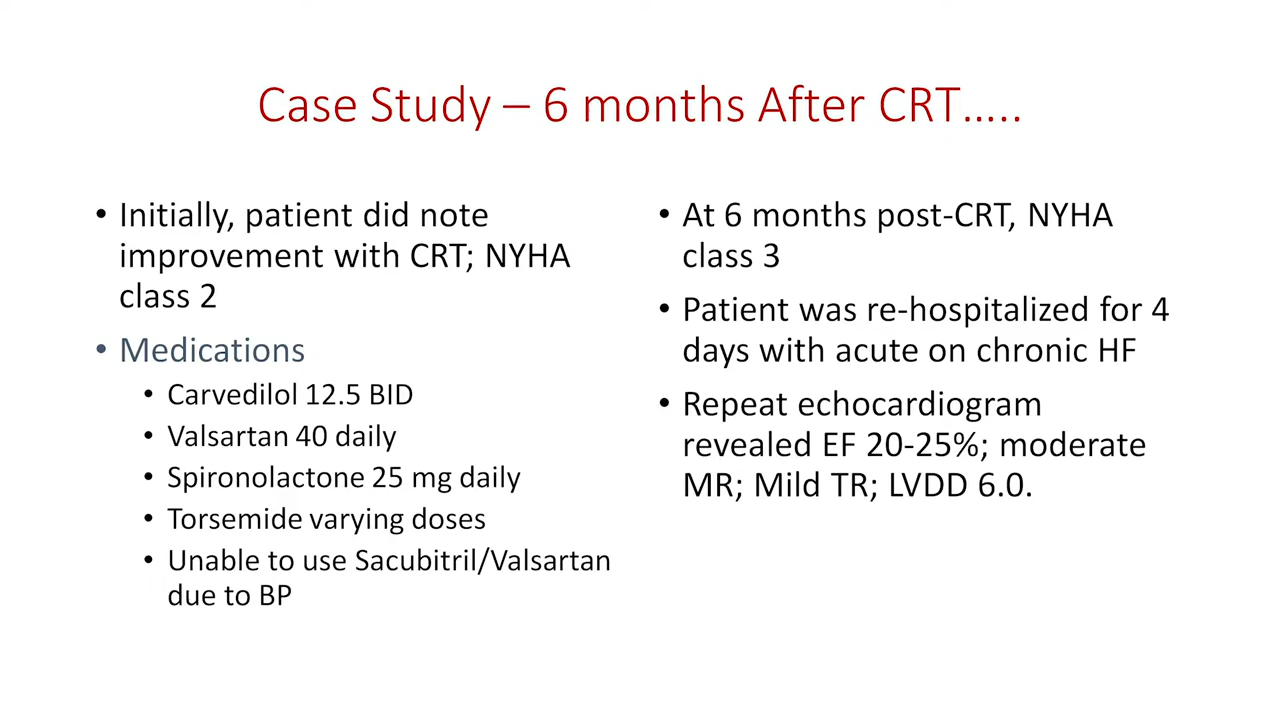 Case Study – 6 months After CRT…..
• Initially, patient did note
improvement with CRT; NYHA
class 2
• Medications
• Carvedilol 12.5 BID
• Valsartan 40 daily
• Spironolactone 25 mg daily
• Torsemide varying doses
• Unable to use Sacubitril/Valsartan
due to BP
• At 6 months post-CRT, NYHA
class 3
• Patient was re-hospitalized for 4
days with acute on chronic HF
• Repeat echocardiogram
revealed EF 20-25%; moderate
MR; Mild TR; LVDD 6.0.